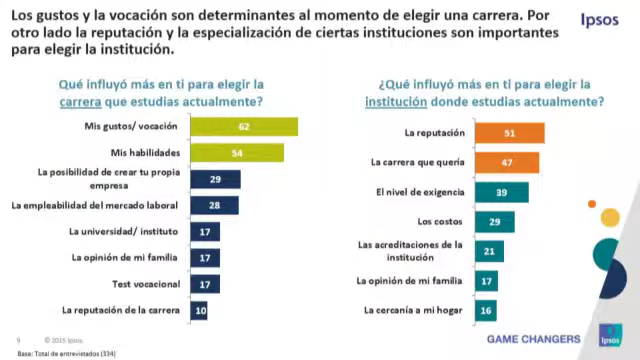 Los gustos y la vocación son determinantes al momento de elegir una carrera. Por
otro lado la reputación y la especialización de ciertas instituciones son importantes
para elegir la institución.
Ipsos
Qué influyó más en ti para elegir la
carrera que estudias actualmente?
Mis gustos/ vocación 62
Mis habilidades 54
La posibilidad de crear tu propia
empresa 29
La empleabilidad del mercado laboral 28
La universidad/ instituto 17
La opinión de mi familia 17
Test vocacional 17
La reputación de la carrera 10
¿Qué influyó más en ti para elegir la
institución donde estudias actualmente?
La reputación 51
La carrera que quería 47
El nivel de exigencia 39
Los costos 29
Las acreditaciones de la
institución 21
La opinión de mi familia 17
La cercanía a mi hogar 16
9 © 2015 Ipsos.
GAME CHANGERS
Ipsos
Base: Total de entrevistados (334)